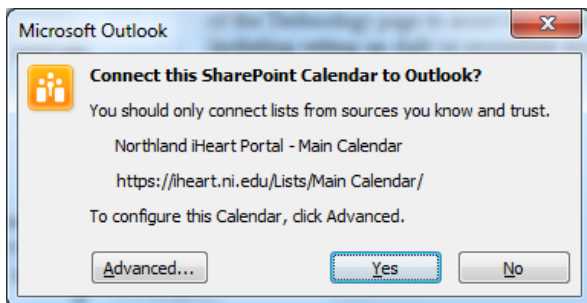 Microsoft Outlook
Connect this SharePoint Calendar to Outlook?
You should only connect lists from sources you know and trust.
Northland iHeart Portal - Main Calendar
https://iheart.ni.edu/Lists/Main Calendar/
To configure this Calendar, click Advanced.
Advanced... Yes No